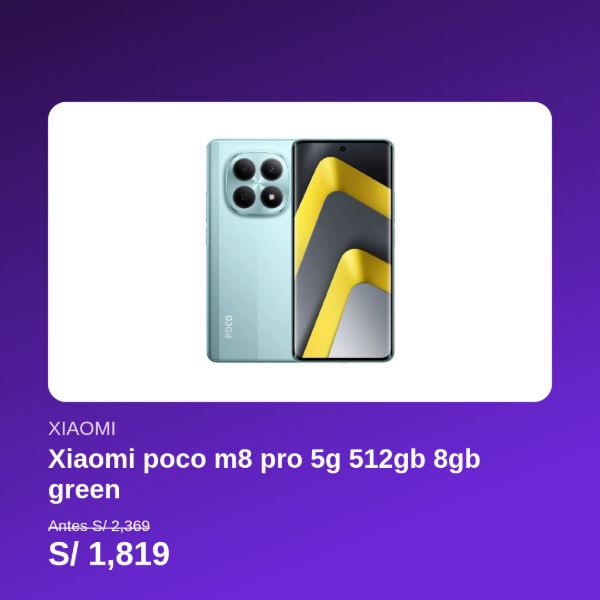 POCO
XIAOMI
Xiaomi poco m8 pro 5g 512gb 8gb
green
Antes S/ 2,369
S/ 1,819